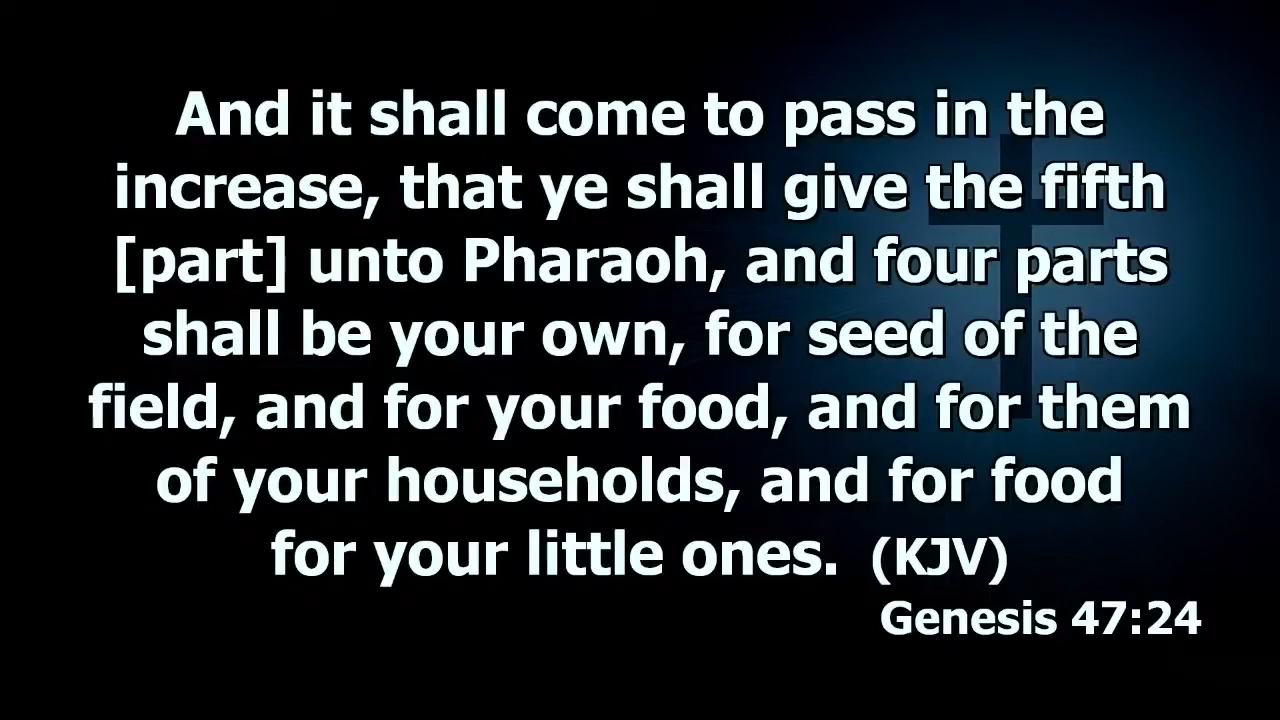 And it shall come to pass in the
increase, that ye shall give the fifth
[part] unto Pharaoh, and four parts
shall be your own, for seed of the
field, and for your food, and for them
of your households, and for food
for your little ones. (KJV)
Genesis 47:24